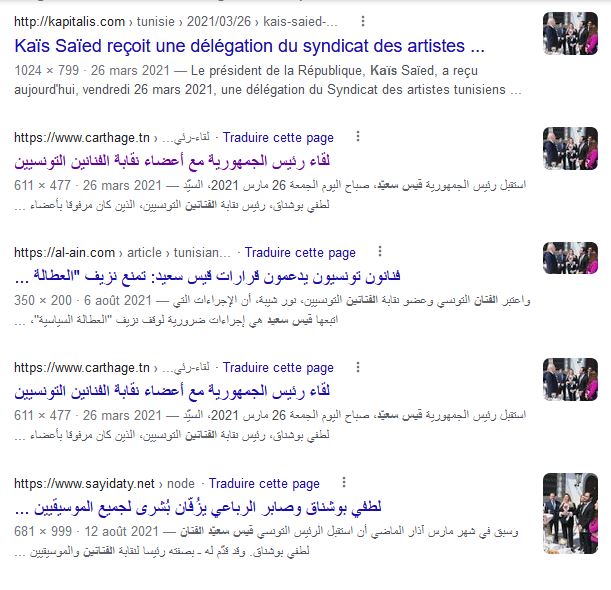 http://kapitalis.com › tunisie › 2021/03/26 › kais-saied-...
Kaïs Saïed reçoit une délégation du syndicat des artistes ...
1024 × 799 · 26 mars 2021 — Le président de la République, Kaïs Saïed, a reçu
aujourd'hui, vendredi 26 mars 2021, une délégation du Syndicat des artistes tunisiens ...
https://www.carthage.tn › لقاء-رئي... · Traduire cette page
لقاء رئيس الجمهورية مع أعضاء نقابة الفنانين التونسيين
611 × 477 · 26 mars 2021 — استقبل رئيس الجمهورية قيس سعيّد، صباح اليوم الجمعة 26 مارس 2021، السيّد
لطفي بوشناق، رئيس نقابة الفنانين التونسيين، الذين كان مرفوقا بأعضاء ...
https://al-ain.com › article › tunisian... · Traduire cette page
فنانون تونسيون يدعمون قرارات قيس سعيد: تمنع نزيف "العطالة ...
350 × 200 · 6 août 2021 — واعتبر الفنان التونسي وعضو نقابة الفنانين التونسيين، نور شيبة، أن الإجراءات التي
اتبعها قيس سعيد هي إجراءات ضرورية لوقف نزيف "العطالة السياسية"، ...
https://www.carthage.tn › لقاء-رئي... · Traduire cette page
لقاء رئيس الجمهورية مع أعضاء نقابة الفنانين التونسيين
611 × 477 · 26 mars 2021 — استقبل رئيس الجمهورية قيس سعيّد، صباح اليوم الجمعة 26 مارس 2021، السيّد
لطفي بوشناق، رئيس نقابة الفنانين التونسيين، الذين كان مرفوقا بأعضاء ...
https://www.sayidaty.net › node · Traduire cette page
لطفي بوشناق وصابر الرباعي يزُفّان بُشرى لجميع الموسيقيين ...
681 × 999 · 12 août 2021 — وسبق في شهر مارس آذار الماضي أن استقبل الرئيس التونسي قيس سعيّد الفنان
لطفي بوشناق. وقد قدّم له ـ بصفته رئيسا لنقابة الفنانين والموسيقيين ...